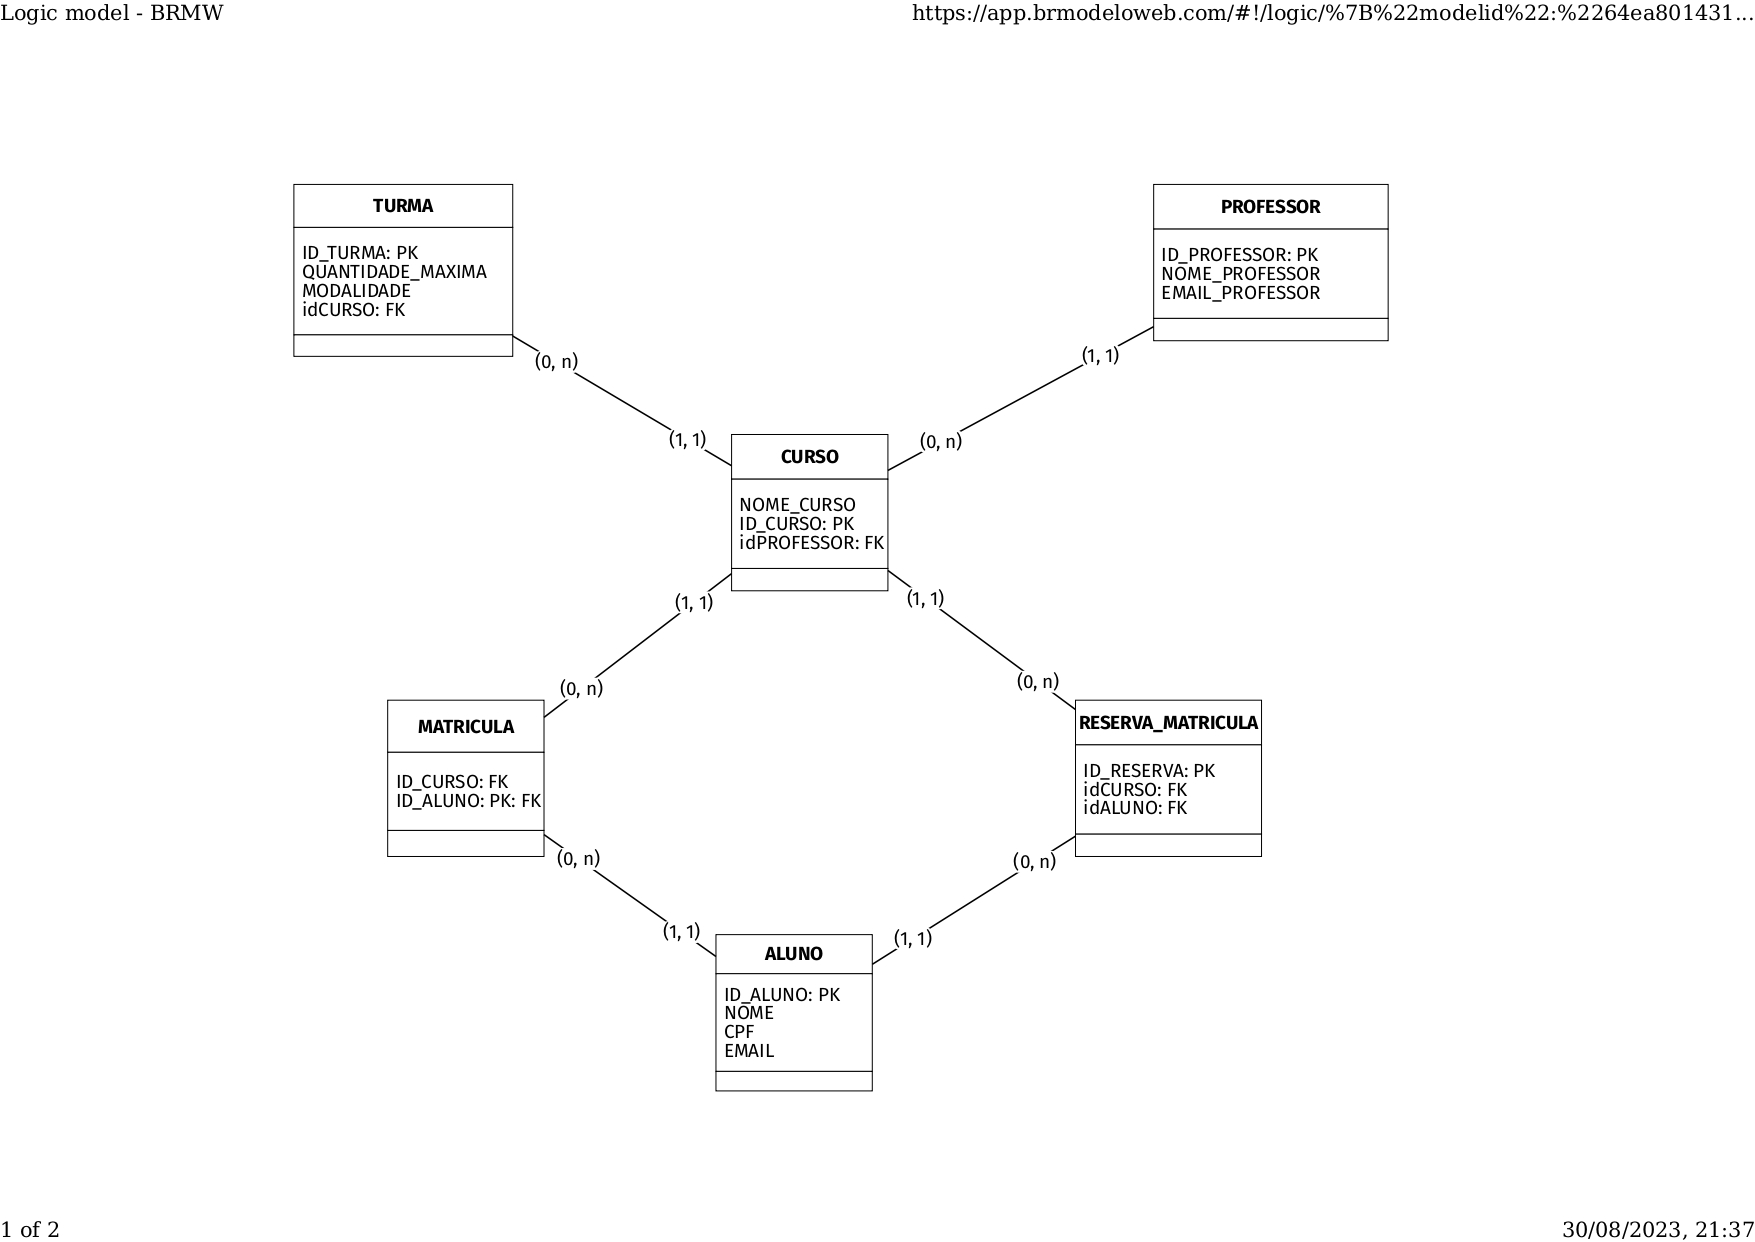 Logic model - BRMW
https://app.brmodeloweb.com/#!/logic/%7B%22modelid%22:%2264ea801431...
TURMA
ID_TURMA: PK
QUANTIDADE_MAXIMA
MODALIDADE
idCURSO: FK
PROFESSOR
ID_PROFESSOR: PK
NOME_PROFESSOR
EMAIL_PROFESSOR
(0, n)
(1, 1)
(1, 1)
(0, n)
CURSO
NOME_CURSO
ID_CURSO: PK
idPROFESSOR: FK
(1, 1)
(1, 1)
(0, n)
(0, n)
MATRICULA
ID_CURSO: FK
ID_ALUNO: PK: FK
RESERVA_MATRICULA
ID_RESERVA: PK
idCURSO: FK
idALUNO: FK
(0, n)
(0, n)
(1, 1)
(1, 1)
ALUNO
ID_ALUNO: PK
NOME
CPF
EMAIL
1 of 2
30/08/2023, 21:37